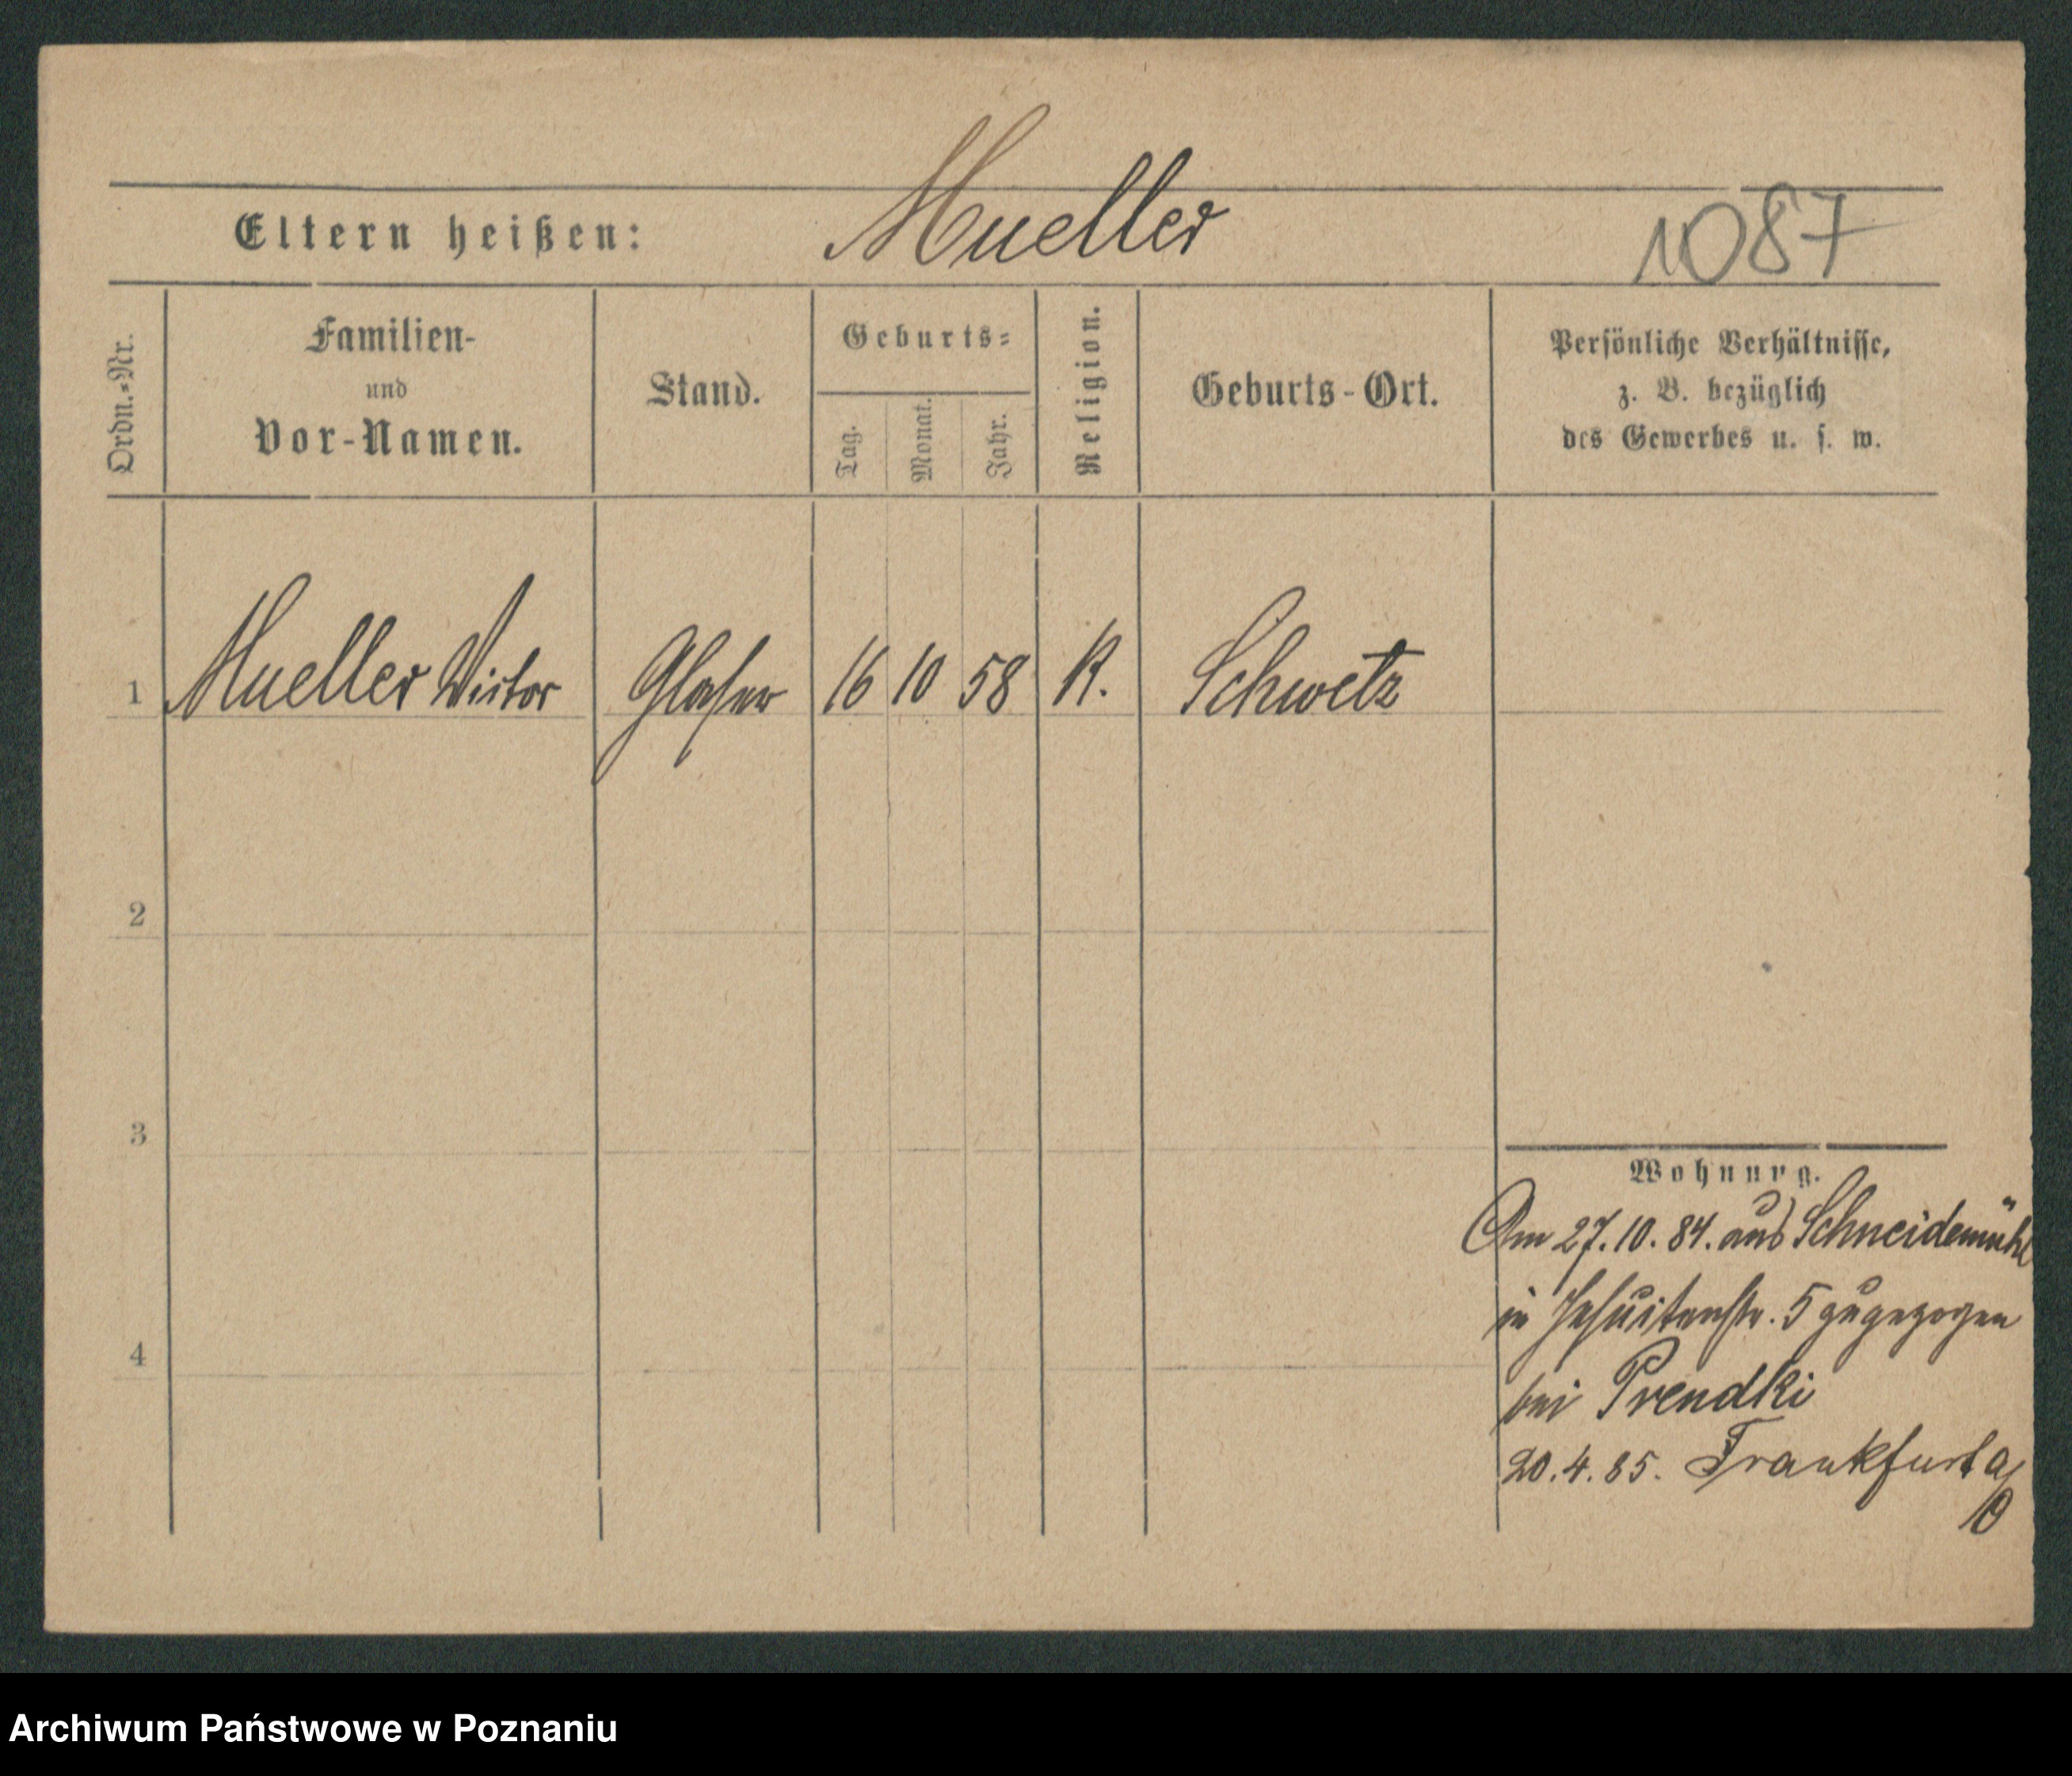 Eltern heißen: Mueller 1087
Ordn.-Nr.
Familien-
und
Vor-Namen.
Stand.
Geburts-
Tag.
Monat.
Jahr.
Religion.
Geburts-Ort.
Persönliche Verhältnisse,
z. B. bezüglich
des Gewerbes u. s. w.
1 Mueller Victor Glaser 16 10 58 K. Schwetz
2
3
4
Wohnung.
Am 27.10.84. aus Schneidemühl
in Jesuitenstr. 5 zugezogen
bei Prendki
20.4.85. Frankfurt a/
O
Archiwum Państwowe w Poznaniu